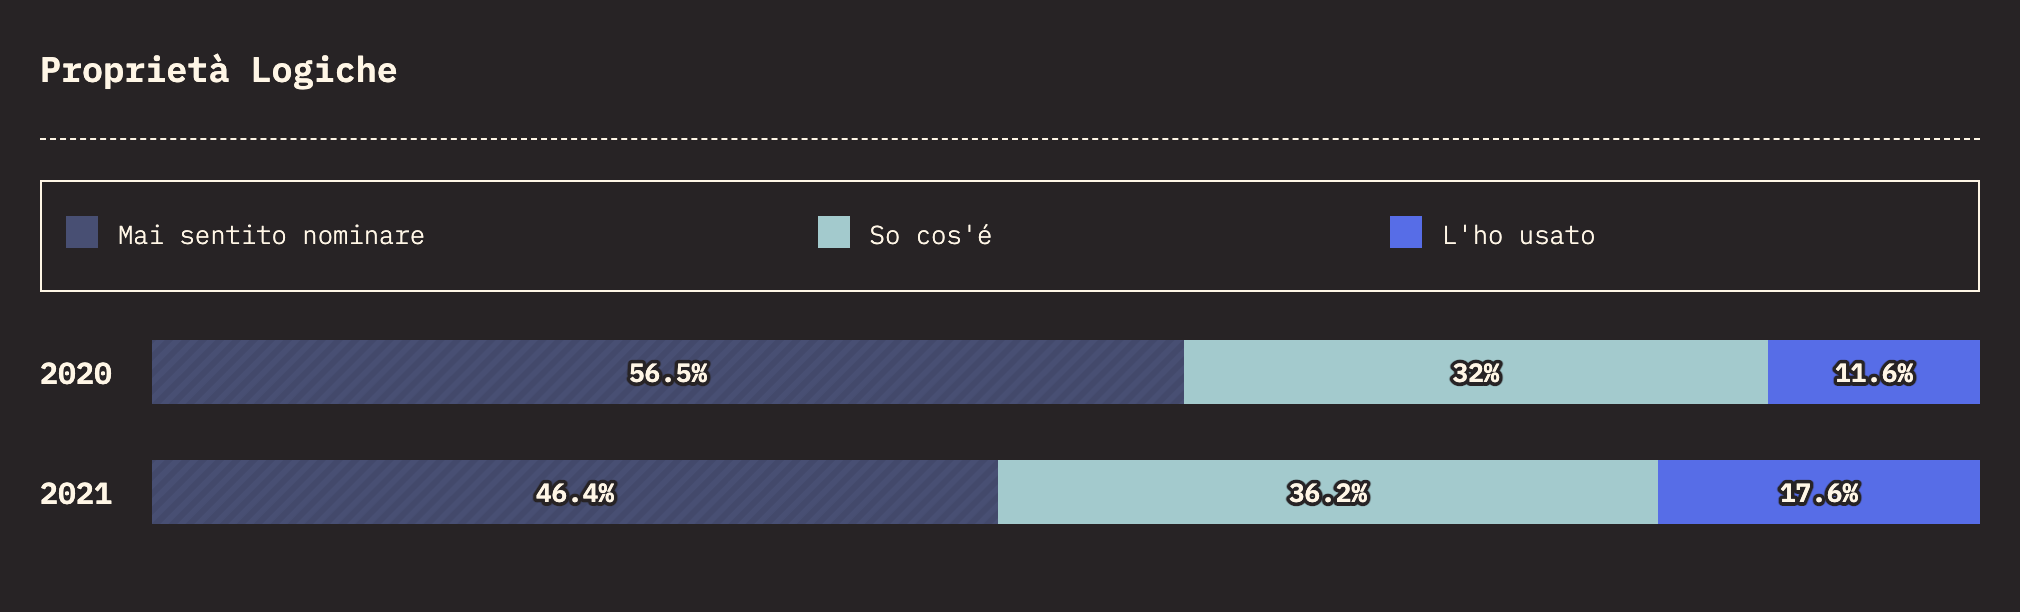 Proprietà Logiche
Mai sentito nominare So cos'é L'ho usato
2020 56.5% 32% 11.6%
2021 46.4% 36.2% 17.6%